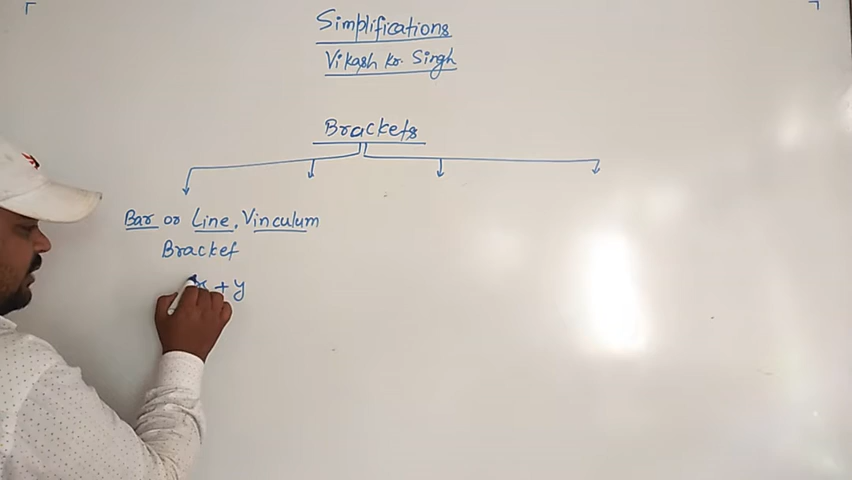 Simplifications
Vikash Kr. Singh
Brackets
Bar or Line, Vinculum
Bracket
x + y